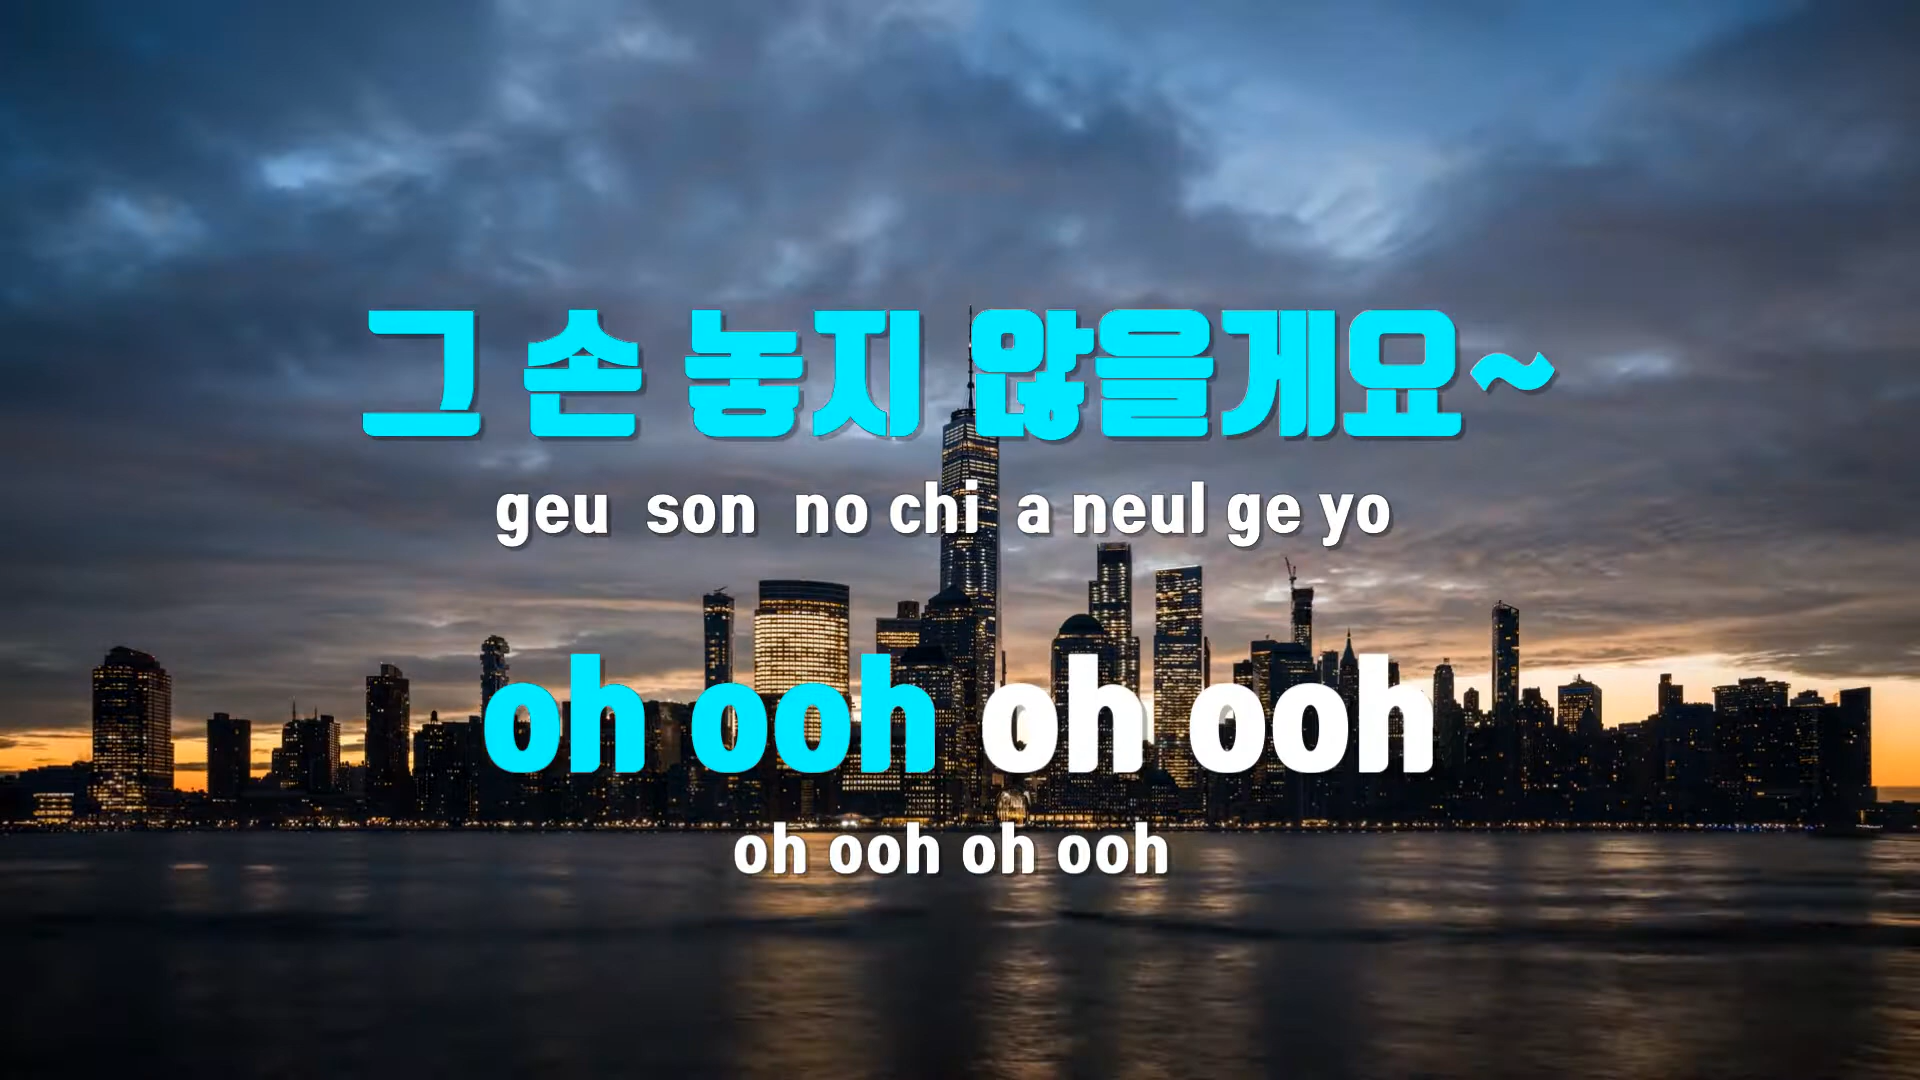 그 손 놓지 않을게요~
geu son no chi a neul ge yo
oh ooh oh ooh
oh ooh oh ooh